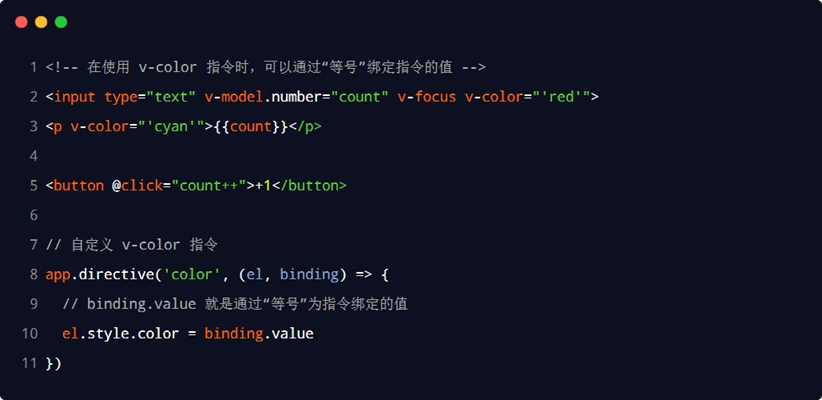 1 <!-- 在使用 v-color 指令时，可以通过“等号”绑定指令的值 -->
2 <input type="text" v-model.number="count" v-focus v-color="'red'">
3 <p v-color="'cyan'">{{count}}</p>
4
5 <button @click="count++">+1</button>
6
7 // 自定义 v-color 指令
8 app.directive('color', (el, binding) => {
9   // binding.value 就是通过“等号”为指令绑定的值
10   el.style.color = binding.value
11 })